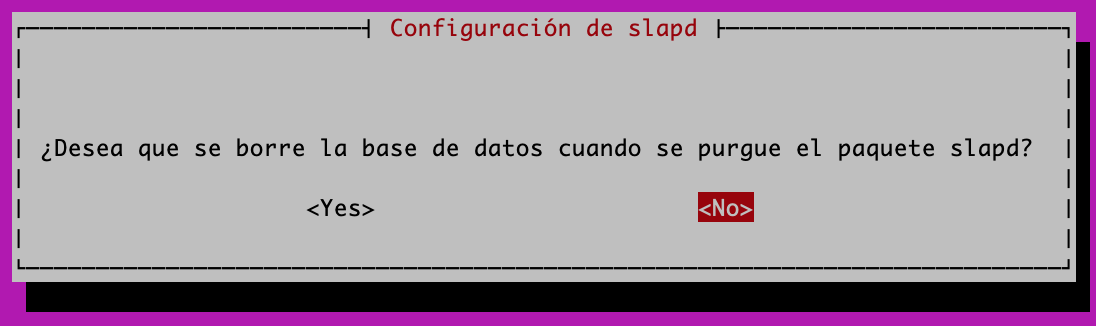 Configuración de slapd
¿Desea que se borre la base de datos cuando se purgue el paquete slapd?
<Yes> <No>